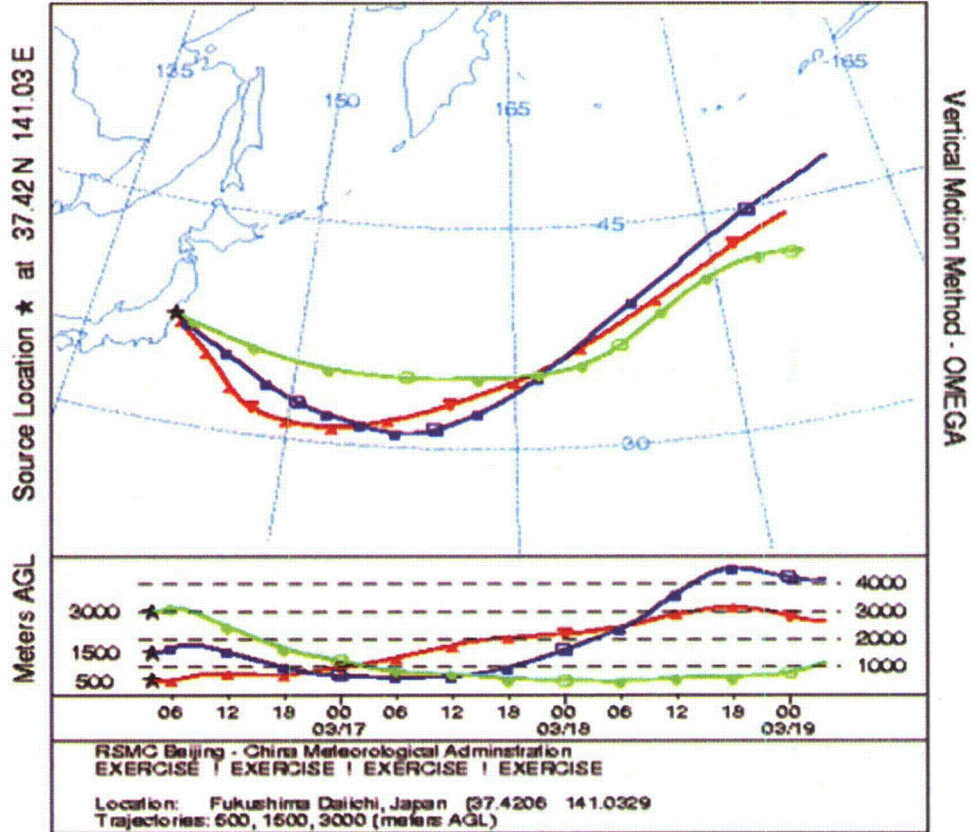 Source Location ★ at 37.42 N 141.03 E
Vertical Motion Method - OMEGA
135
150
165
-165
45
30
Meters AGL
3000
1500
500
4000
3000
2000
1000
06 12 18 00 06 12 18 00 06 12 18 00
03/17 03/18 03/19
RSMC Beijing - China Meteorological Adminstration
EXERCISE ! EXERCISE ! EXERCISE ! EXERCISE
Location: Fukushima Daiichi, Japan (37.4206 141.0329
Trajectories: 500, 1500, 3000 (meters AGL)